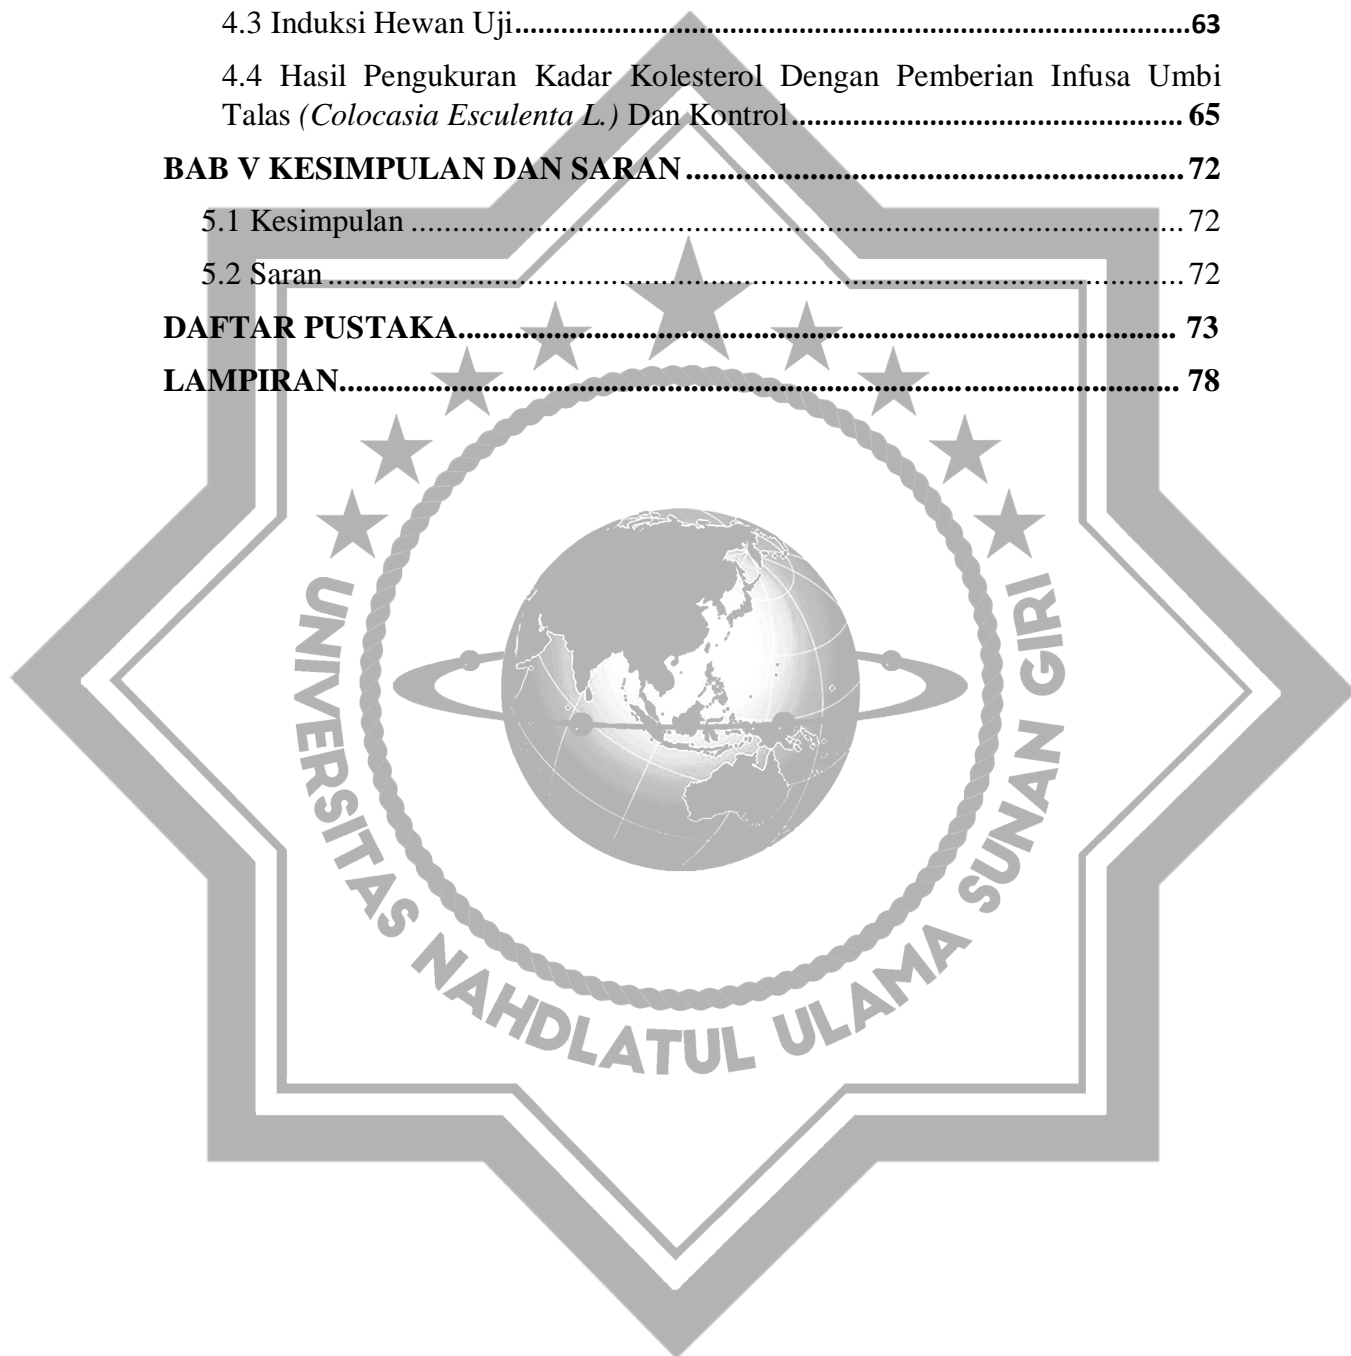 4.3 Induksi Hewan Uji..........................................................................................63
4.4 Hasil Pengukuran Kadar Kolesterol Dengan Pemberian Infusa Umbi
Talas (Colocasia Esculenta L.) Dan Kontrol.................................................... 65
BAB V KESIMPULAN DAN SARAN .................................................................. 72
5.1 Kesimpulan ....................................................................................................... 72
5.2 Saran .................................................................................................................. 72
DAFTAR PUSTAKA................................................................................................ 73
LAMPIRAN................................................................................................................ 78
UNIVERSITAS NAHDLATUL ULAMA SUNAN GIRI